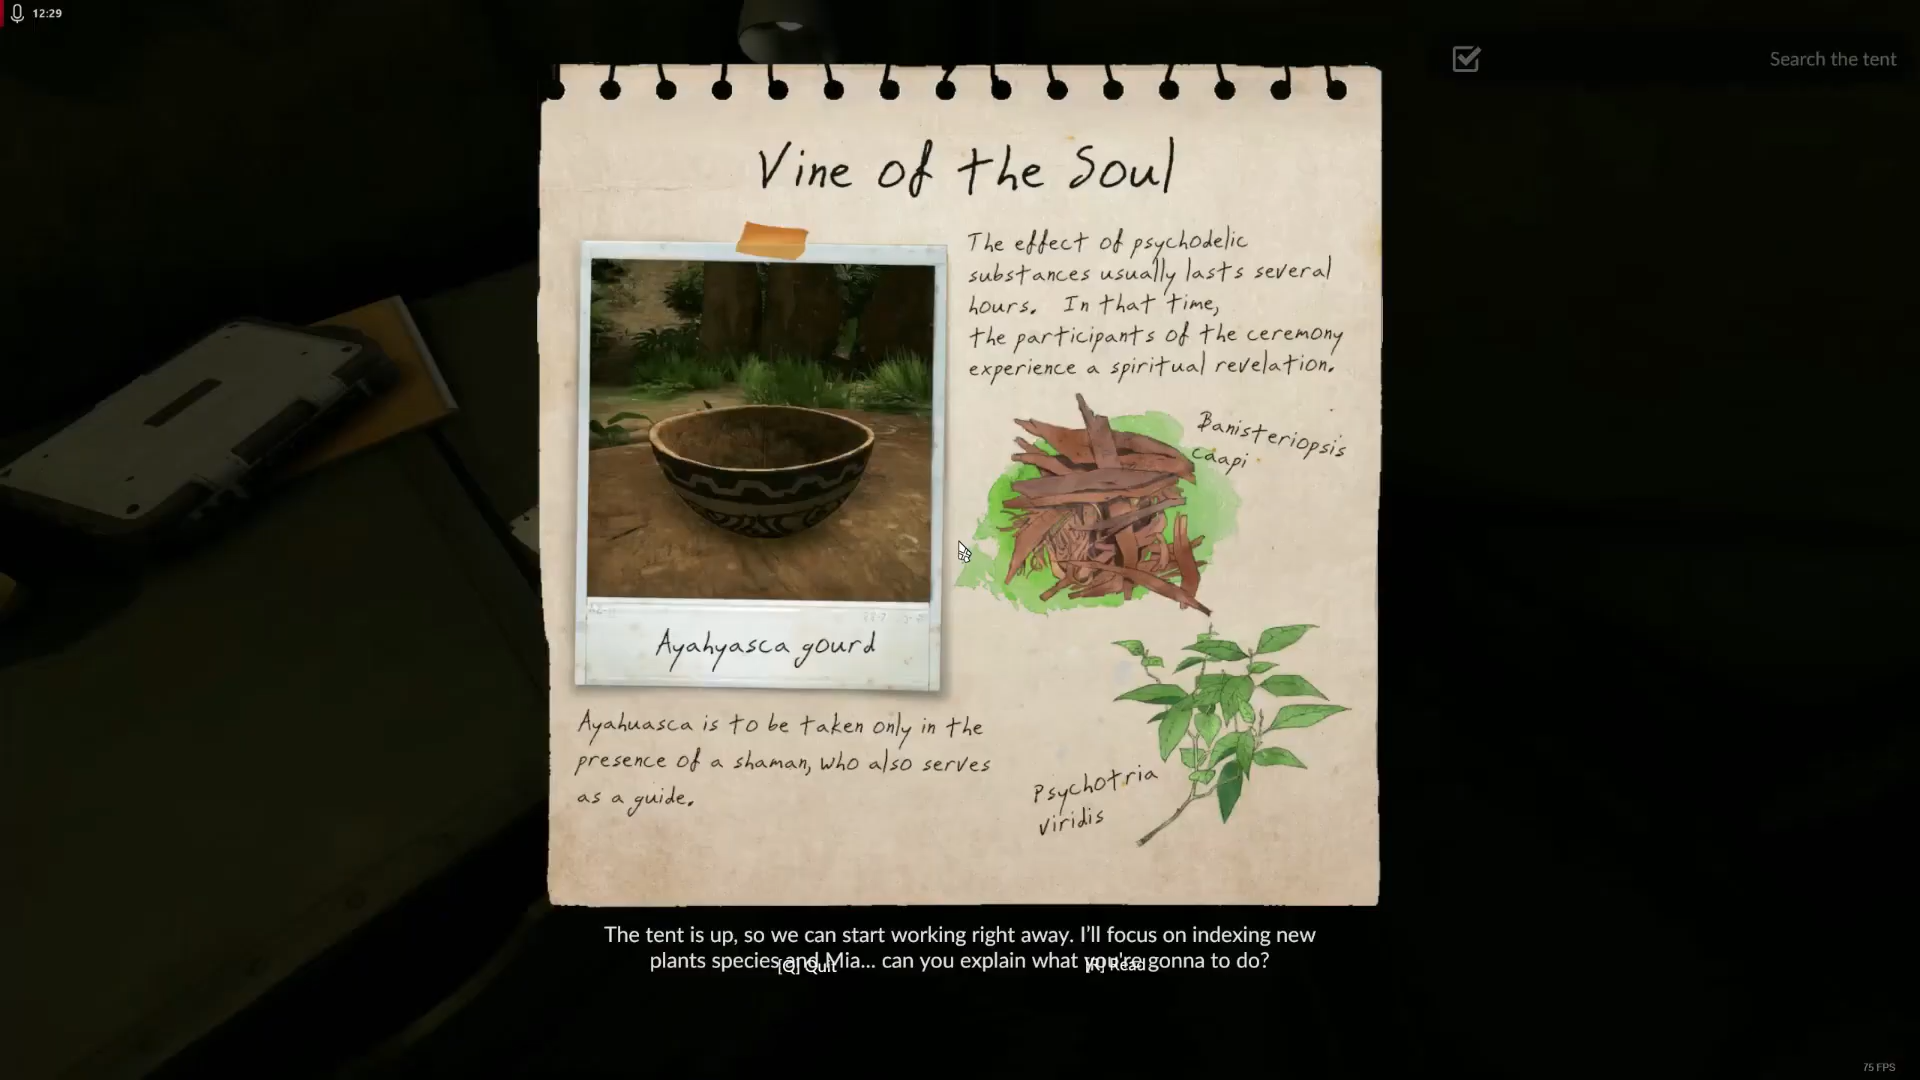 12:29
Search the tent
Vine of the Soul
The effect of psychodelic
substances usually lasts several
hours. In that time,
the participants of the ceremony
experience a spiritual revelation.
Banisteriopsis
caapi
Ayahyasca gourd
Ayahuasca is to be taken only in the
presence of a shaman, who also serves
as a guide.
Psychotria
viridis
The tent is up, so we can start working right away. I'll focus on indexing new
plants species and Mia... can you explain what you're gonna to do?
[Q] Quit
[R] Read
75 FPS